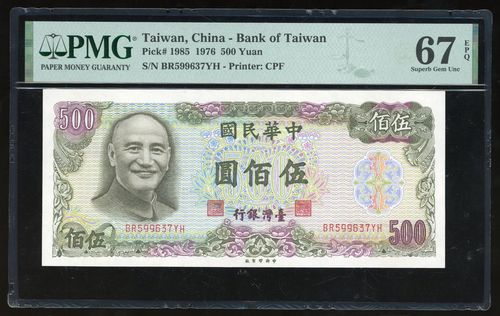 PMG
PAPER MONEY GUARANTY
Taiwan, China - Bank of Taiwan
Pick# 1985 1976 500 Yuan
S/N BR599637YH - Printer: CPF
67 EPQ
Superb Gem Unc
500
中華民國
伍佰
伍佰圓
臺灣銀行
BR599637YH
BR599637YH
伍佰
500